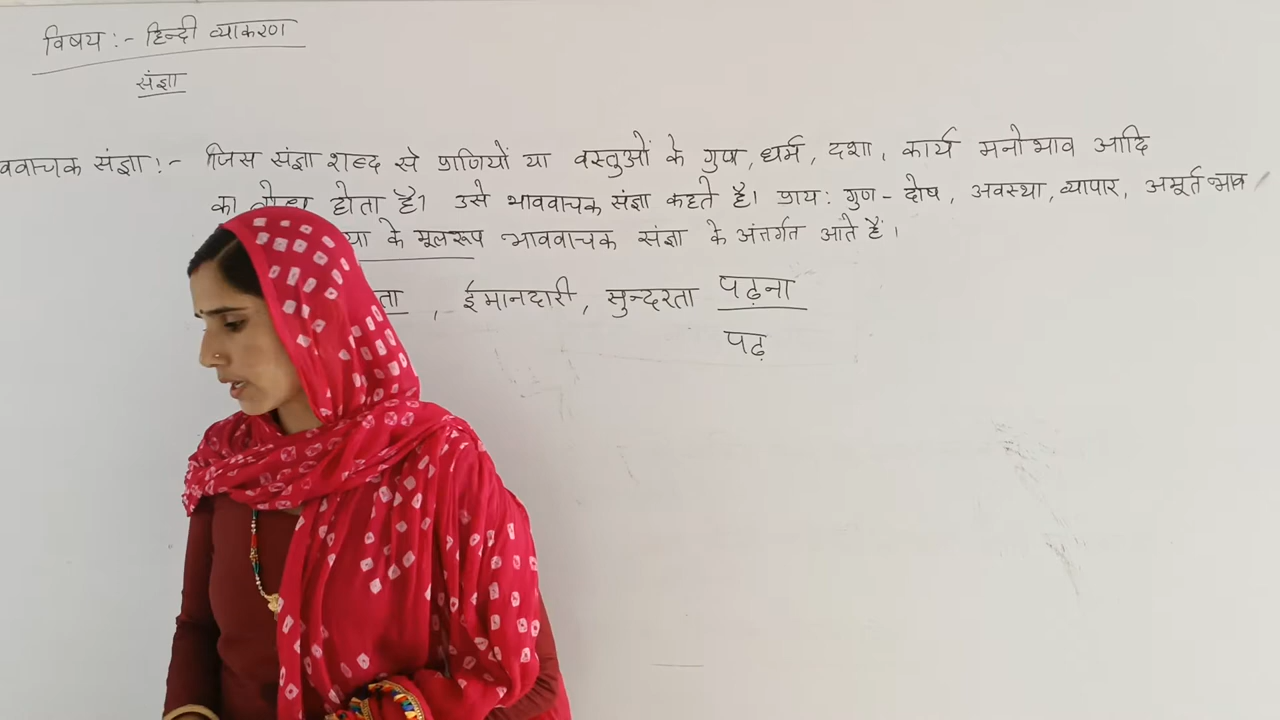 विषय :- हिन्दी व्याकरण
संज्ञा
ववाचक संज्ञा :- जिस संज्ञा शब्द से प्राणियों या वस्तुओं के गुण, धर्म, दशा, कार्य मनोभाव आदि
का होता है। उसे भाववाचक संज्ञा कहते है। प्राय: गुण - दोष, अवस्था, व्यापार, अमूर्त भाव
या के मूलरूप भाववाचक संज्ञा के अंतर्गत आते हैं।
ता, ईमानदारी, सुन्दरता पढ़ना
पढ़